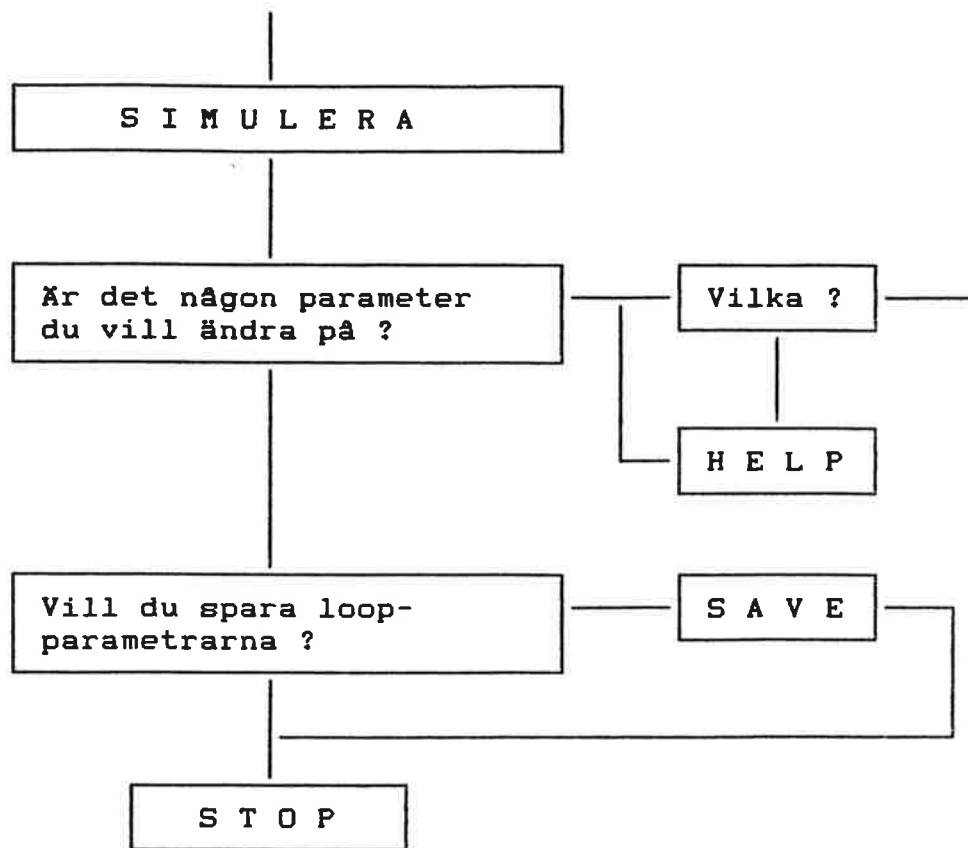 S I M U L E R A
Är det någon parameter
du vill ändra på ?
Vilka ?
H E L P
Vill du spara loop-
parametrarna ?
S A V E
S T O P